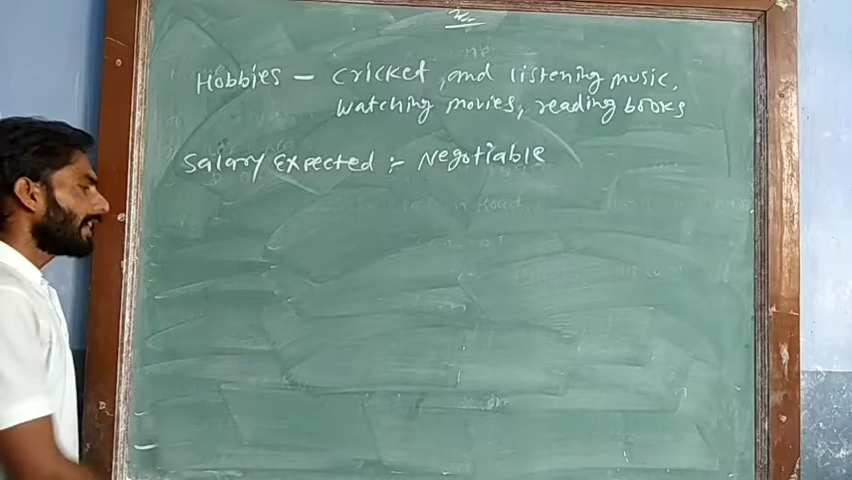 Hobbies - cricket, and listening music.
watching movies, reading books
Salary Expected :- Negotiable